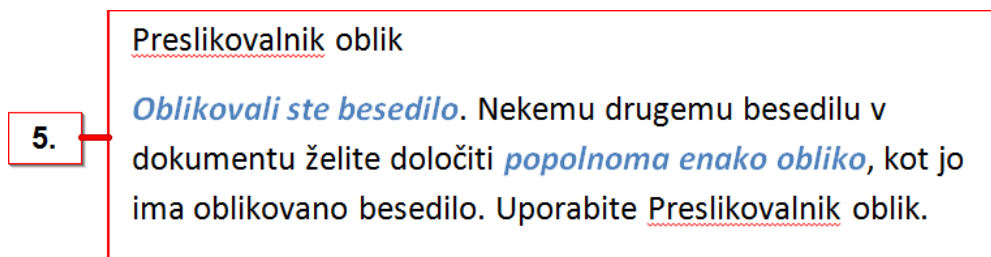 Preslikovalnik oblik
Oblikovali ste besedilo. Nekemu drugemu besedilu v
5.
dokumentu želite določiti popolnoma enako obliko, kot jo
ima oblikovano besedilo. Uporabite Preslikovalnik oblik.